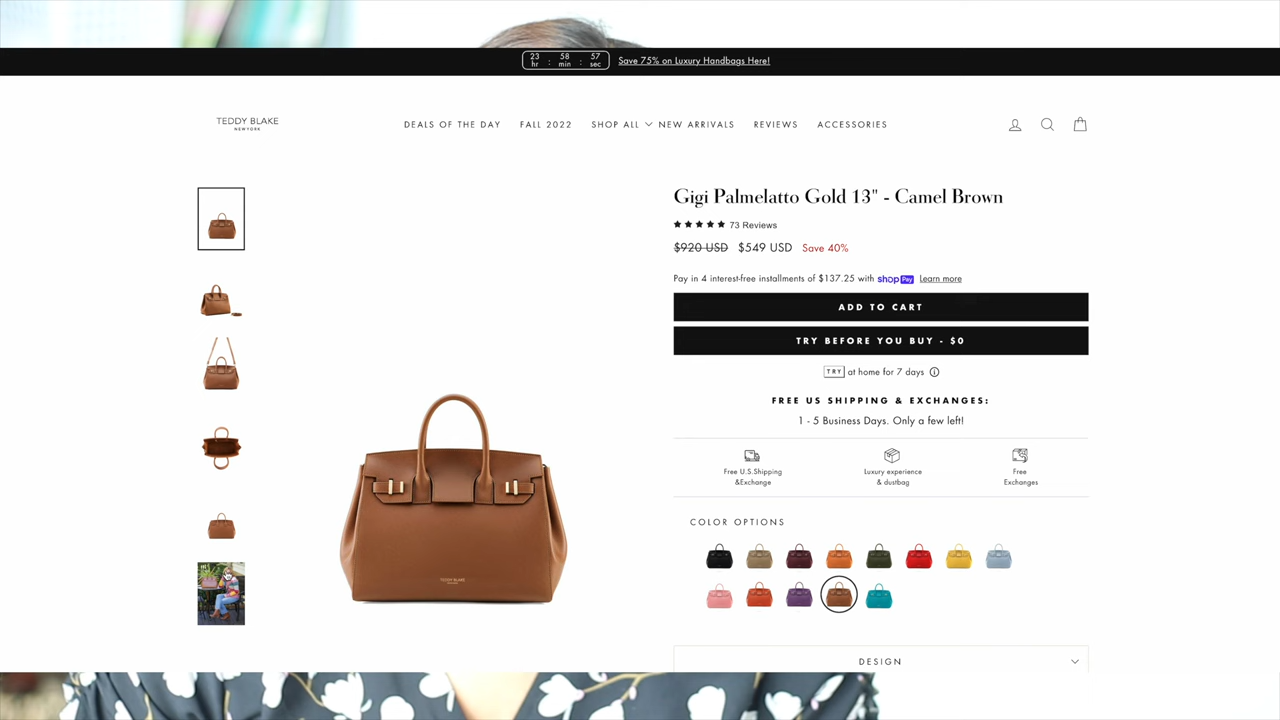 23 : 58 : 57
hr min sec
Save 75% on Luxury Handbags Here!
TEDDY BLAKE
NEW YORK
DEALS OF THE DAY FALL 2022 SHOP ALL NEW ARRIVALS REVIEWS ACCESSORIES
Gigi Palmelatto Gold 13" - Camel Brown
73 Reviews
$920 USD $549 USD Save 40%
Pay in 4 interest-free installments of $137.25 with shop Pay Learn more
ADD TO CART
TRY BEFORE YOU BUY - $0
TRY at home for 7 days
FREE US SHIPPING & EXCHANGES:
1 - 5 Business Days. Only a few left!
Free U.S.Shipping
&Exchange
Luxury experience
& dustbag
Free
Exchanges
COLOR OPTIONS
TEDDY BLAKE
DESIGN